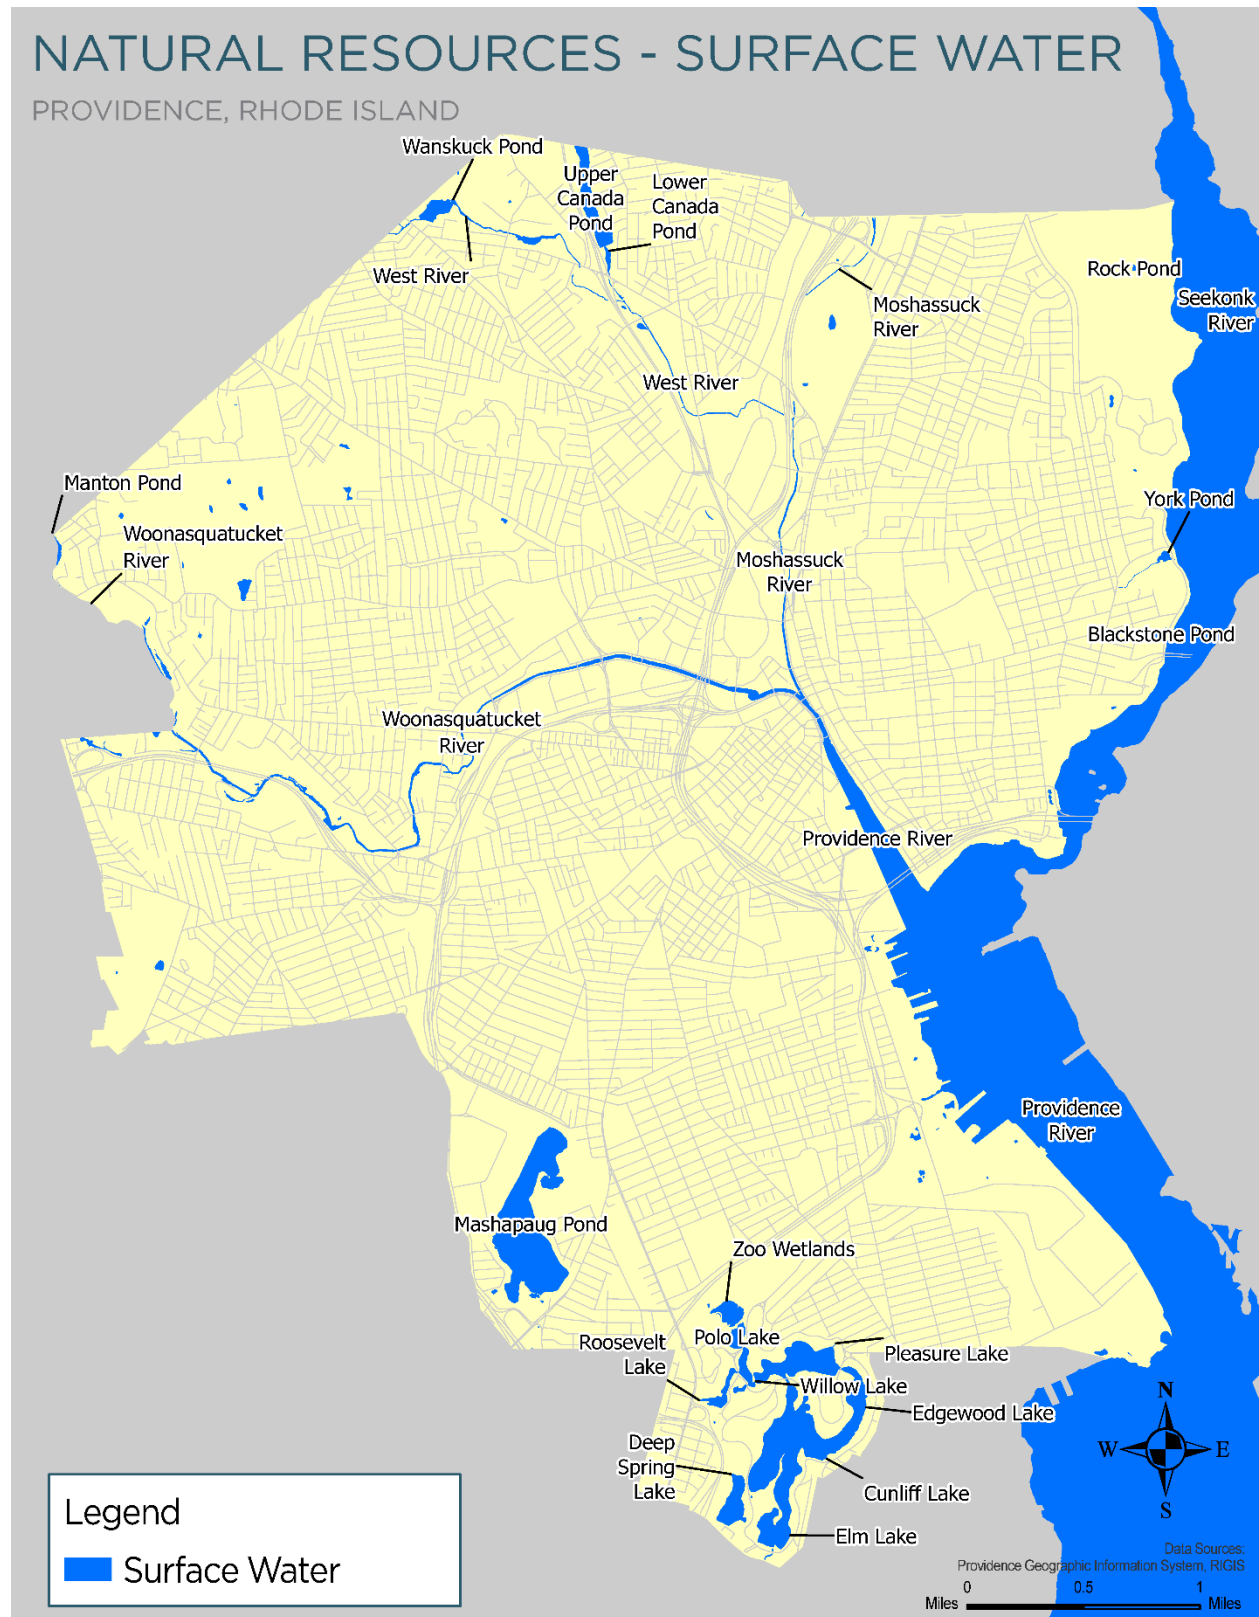 NATURAL RESOURCES - SURFACE WATER
PROVIDENCE, RHODE ISLAND
Wanskuck Pond
Upper
Canada
Pond
Lower
Canada
Pond
West River
Rock Pond
Moshassuck
River
Seekonk
River
West River
Manton Pond
York Pond
Woonasquatucket
River
Moshassuck
River
Blackstone Pond
Woonasquatucket
River
Providence River
Providence
River
Mashapaug Pond
Zoo Wetlands
Polo Lake
Roosevelt
Lake
Pleasure Lake
Willow Lake
Edgewood Lake
Deep
Spring
Lake
Cunliff Lake
Elm Lake
N
W E
S
Legend
Surface Water
Data Sources:
Providence Geographic Information System, RIGIS
0 0.5 1
Miles Miles